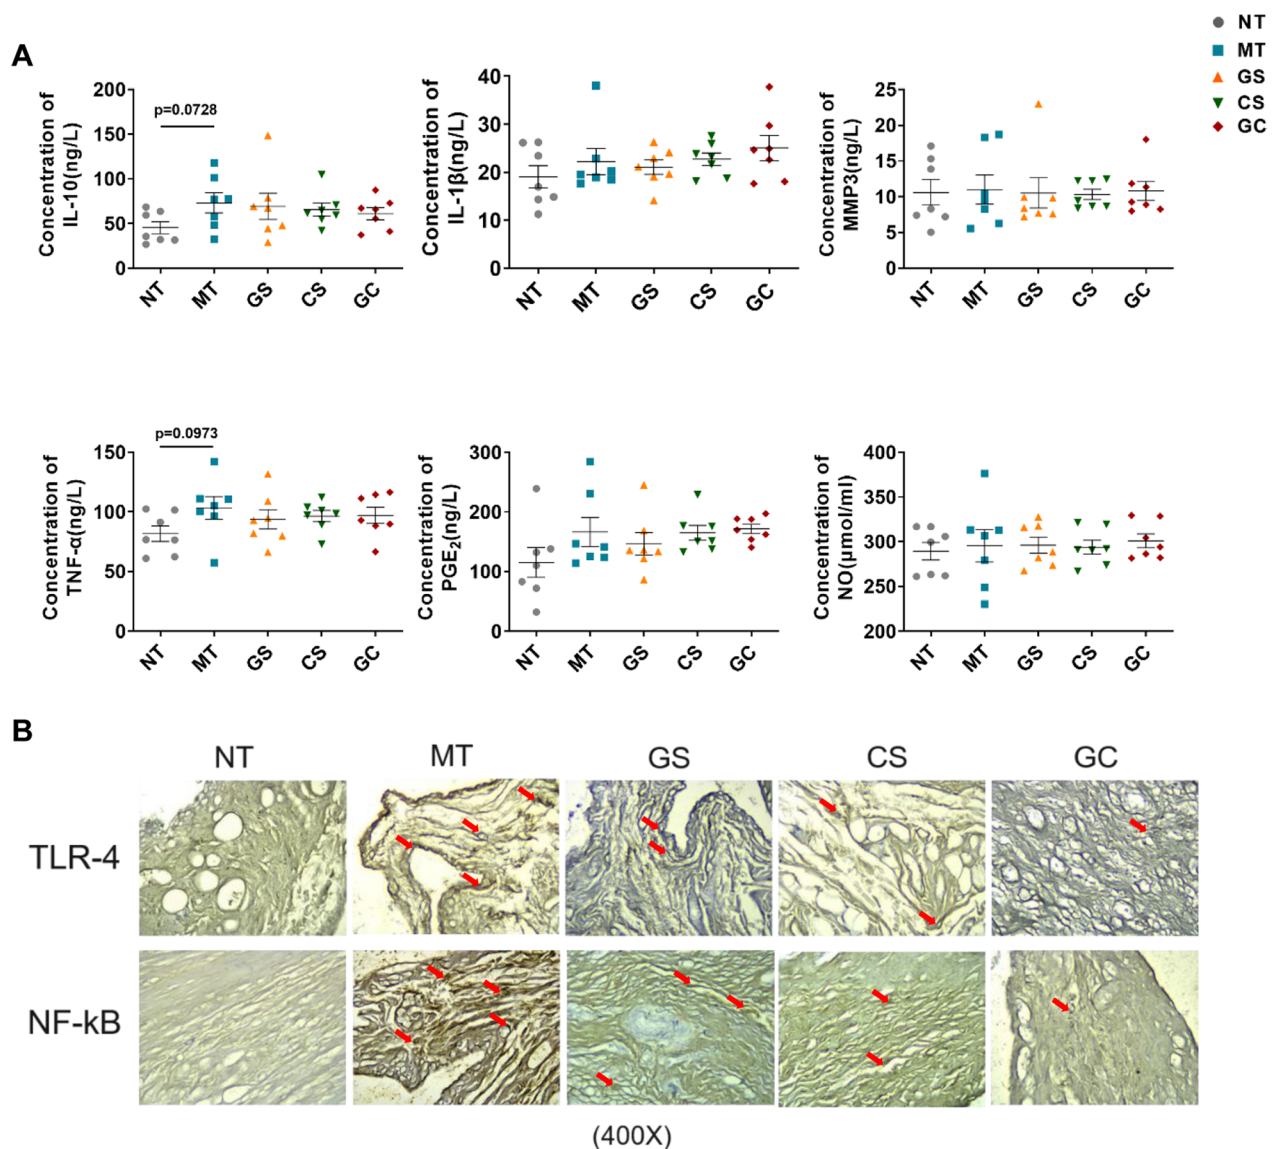 NT
MT
GS
CS
GC
A
Concentration of
IL-10(ng/L)
200
150
100
50
0
p=0.0728
NT
MT
GS
CS
GC
Concentration of
IL-1β(ng/L)
40
30
20
10
0
NT
MT
GS
CS
GC
Concentration of
MMP3(ng/L)
25
20
15
10
5
0
NT
MT
GS
CS
GC
Concentration of
TNF-α(ng/L)
150
100
50
0
p=0.0973
NT
MT
GS
CS
GC
Concentration of
PGE₂(ng/L)
300
200
100
0
NT
MT
GS
CS
GC
Concentration of
NO(μmol/ml)
400
350
300
250
200
NT
MT
GS
CS
GC
B
NT MT GS CS GC
TLR-4
NF-kB
(400X)